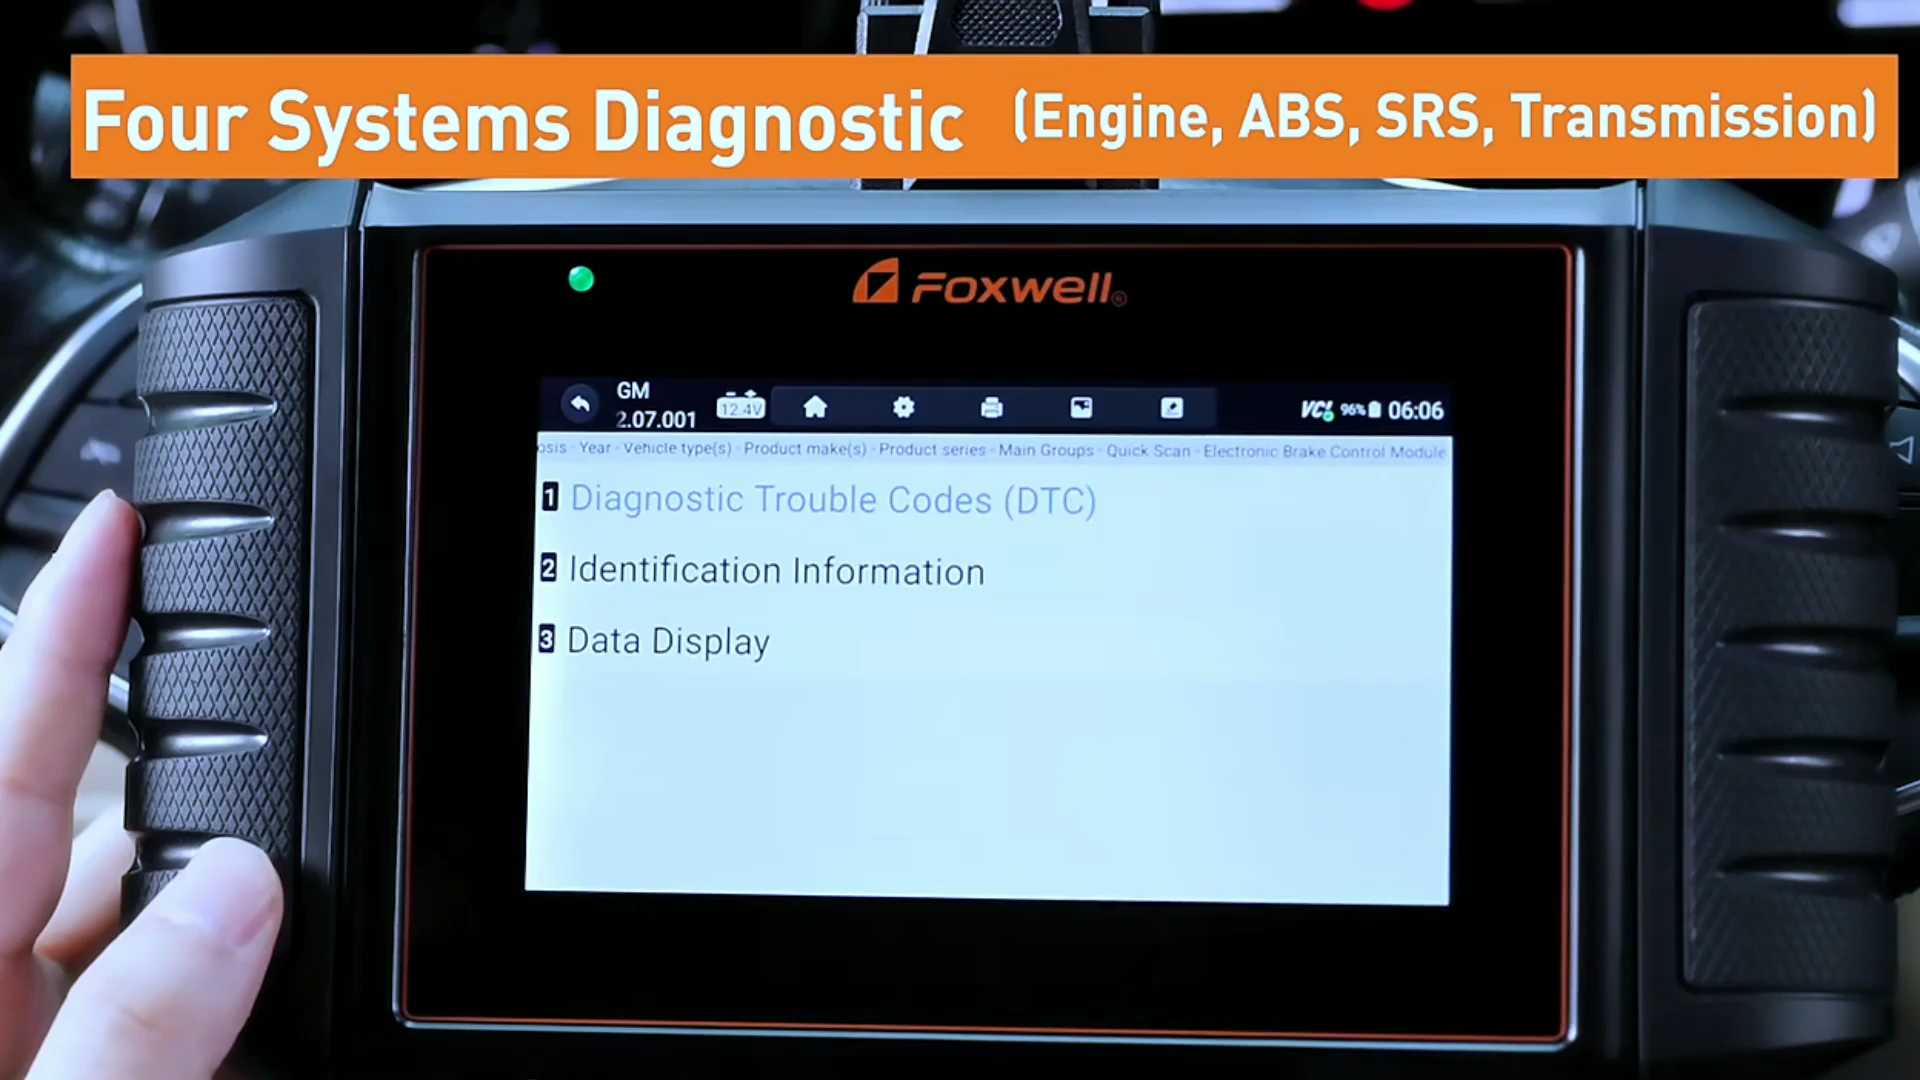 Four Systems Diagnostic (Engine, ABS, SRS, Transmission)
Foxwell®
GM
2.07.001
12.4V
VCI 96% 06:06
osis - Year - Vehicle type(s) - Product make(s) - Product series - Main Groups - Quick Scan - Electronic Brake Control Module
1 Diagnostic Trouble Codes (DTC)
2 Identification Information
3 Data Display